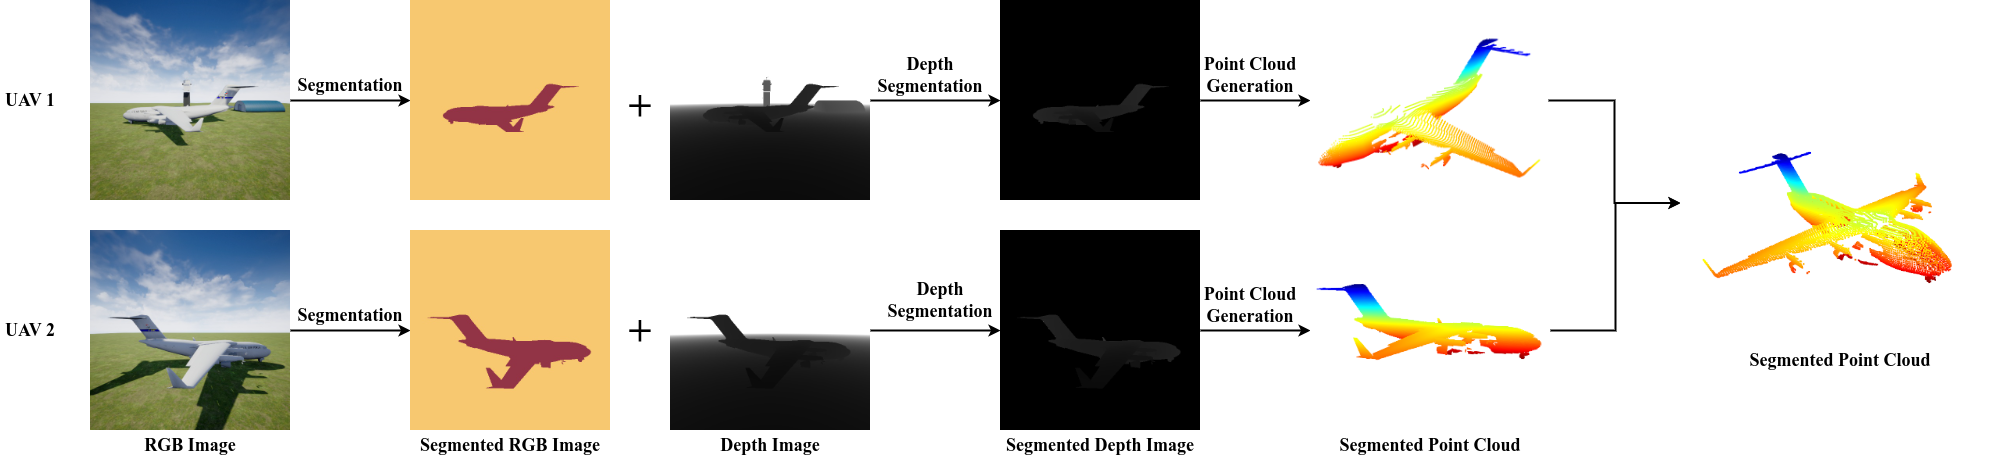 UAV 1
Segmentation
+
Depth
Segmentation
Point Cloud
Generation
UAV 2
Segmentation
+
Depth
Segmentation
Point Cloud
Generation
Segmented Point Cloud
RGB Image
Segmented RGB Image
Depth Image
Segmented Depth Image
Segmented Point Cloud